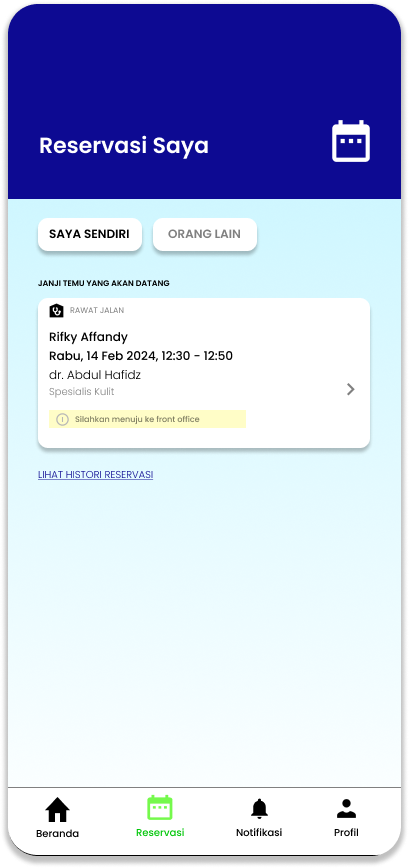 Reservasi Saya
SAYA SENDIRI
ORANG LAIN
JANJI TEMU YANG AKAN DATANG
RAWAT JALAN
Rifky Affandy
Rabu, 14 Feb 2024, 12:30 - 12:50
dr. Abdul Hafidz
Spesialis Kulit
Silahkan menuju ke front office
LIHAT HISTORI RESERVASI
Beranda
Reservasi
Notifikasi
Profil